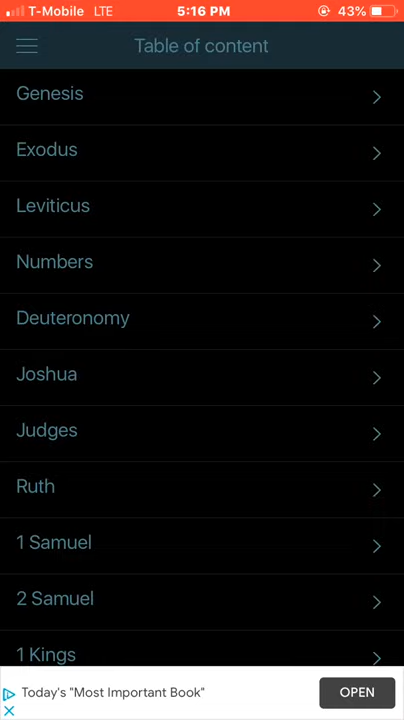 T-Mobile LTE 5:16 PM 43%
Table of content
Genesis
Exodus
Leviticus
Numbers
Deuteronomy
Joshua
Judges
Ruth
1 Samuel
2 Samuel
1 Kings
Today's "Most Important Book" OPEN